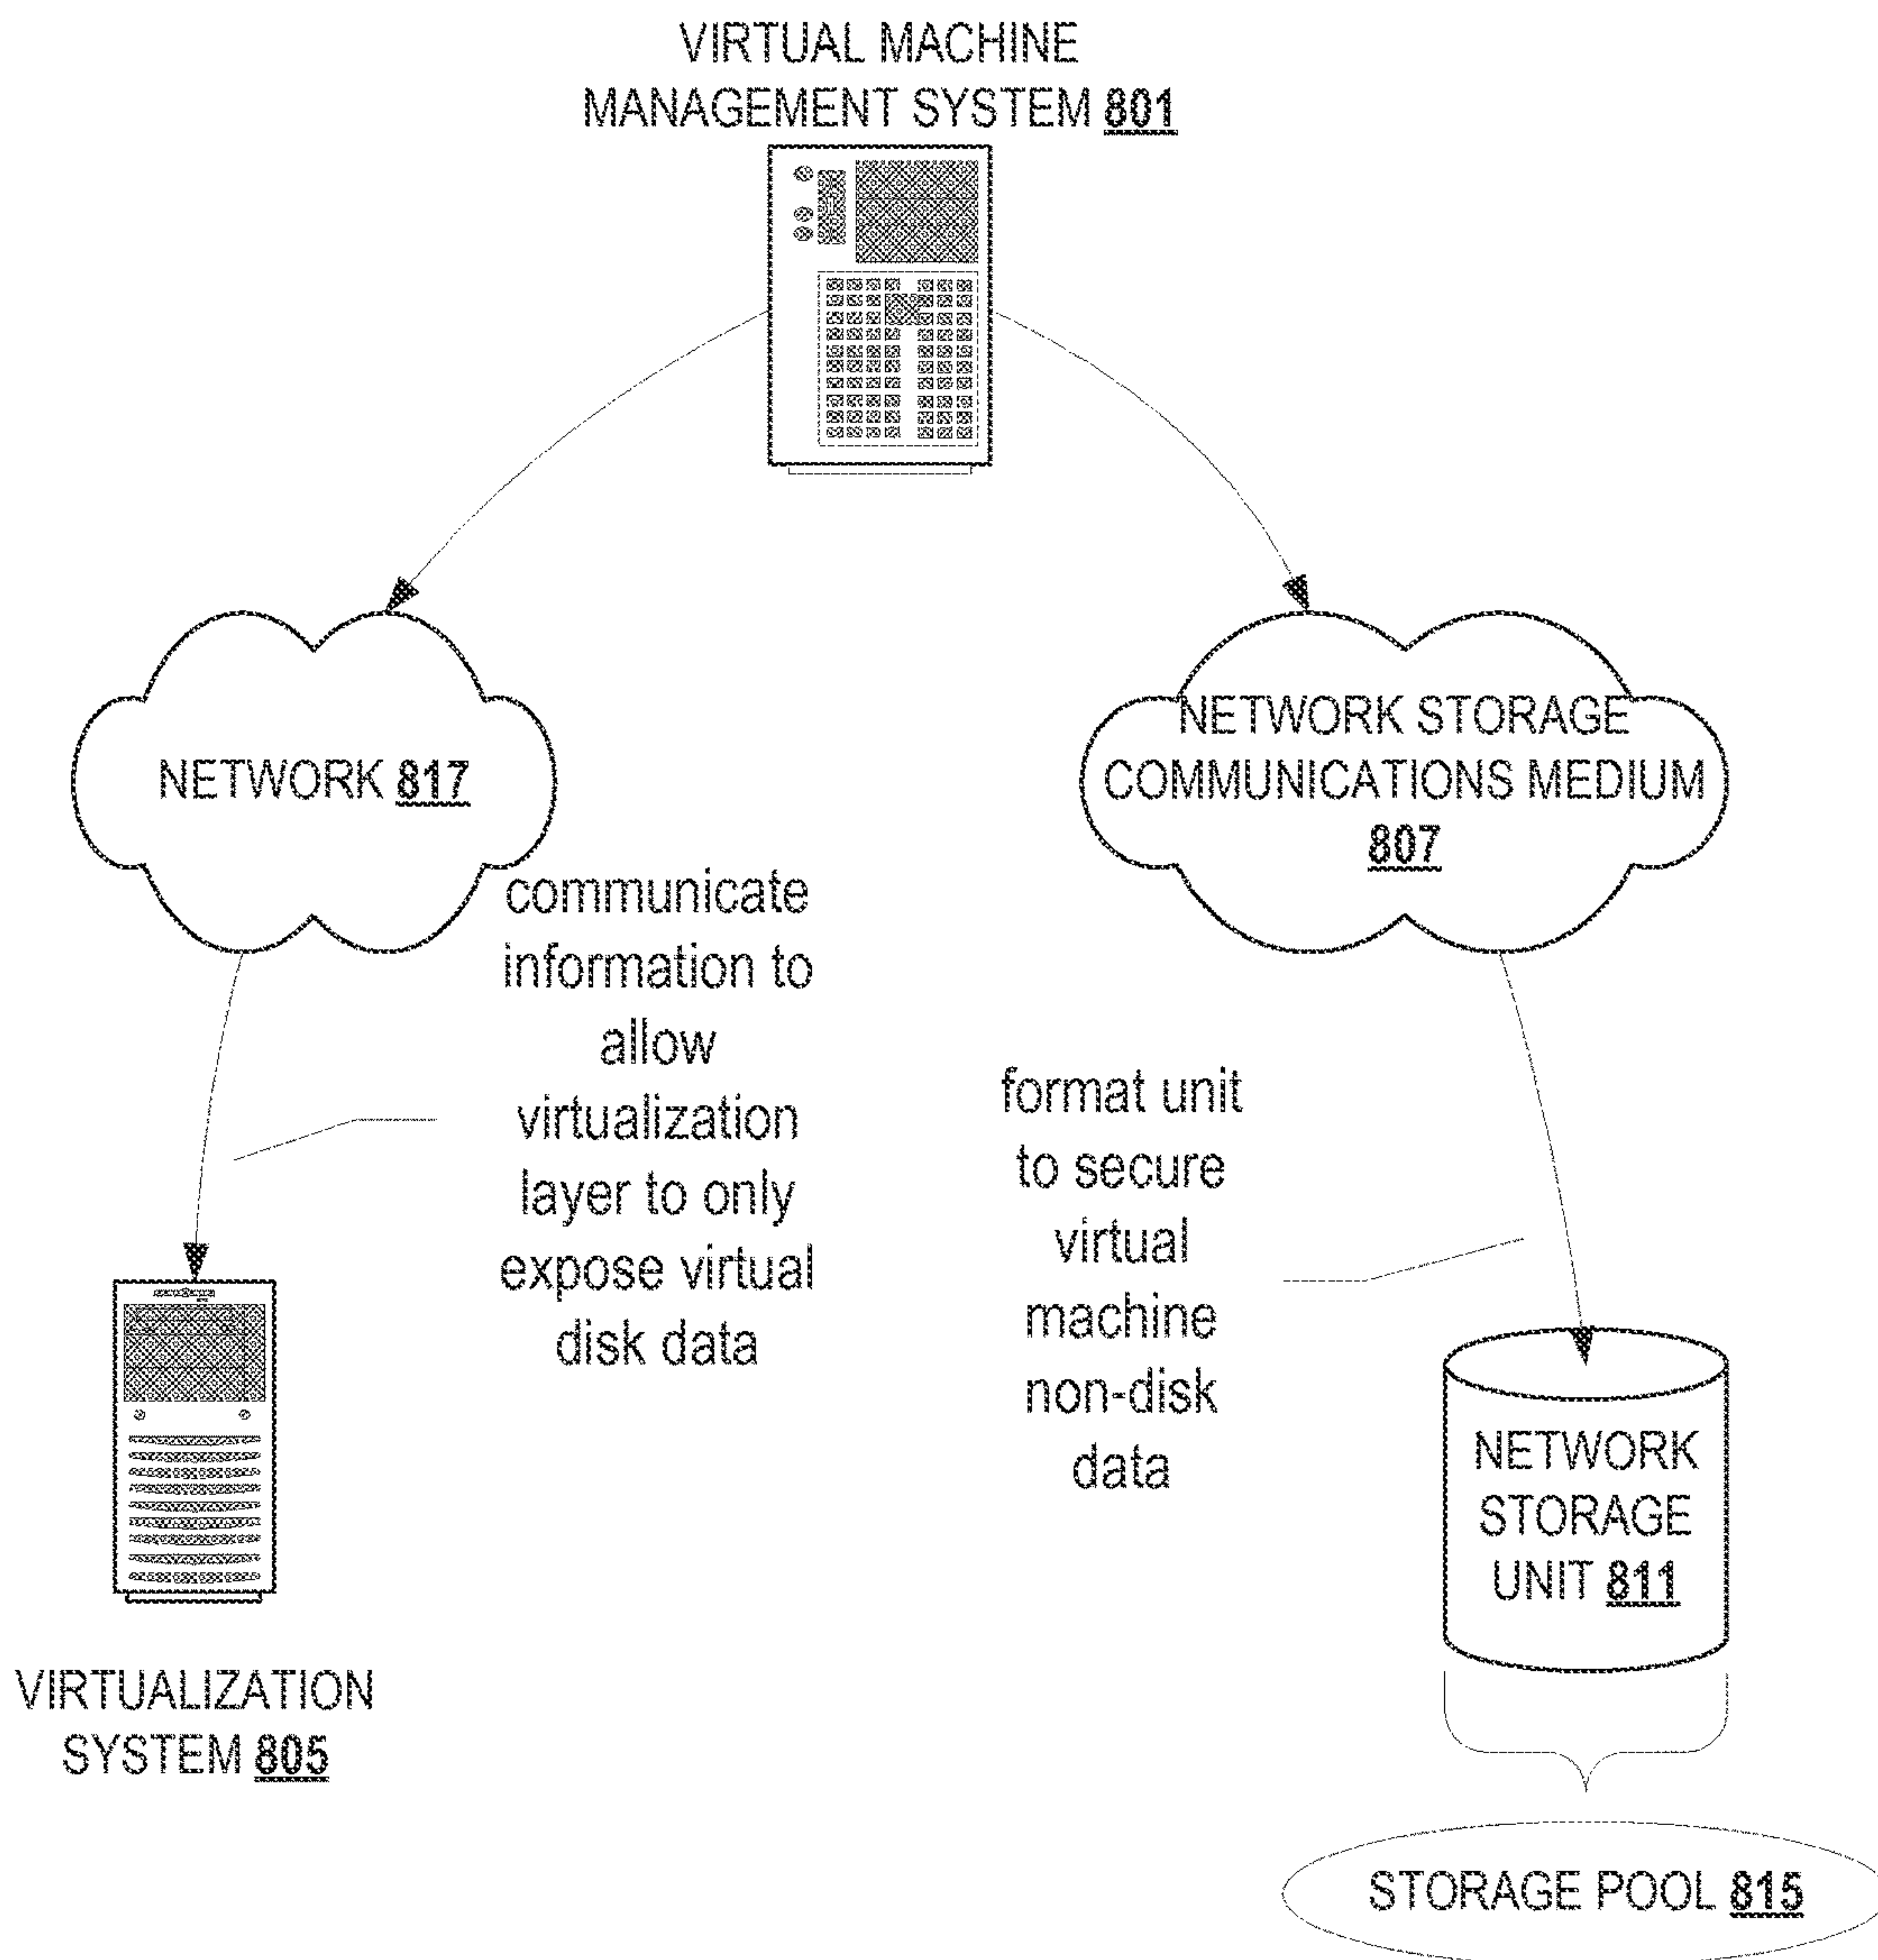 VIRTUAL MACHINE
MANAGEMENT SYSTEM 801
NETWORK 817
NETWORK STORAGE
COMMUNICATIONS MEDIUM
807
communicate
information to
allow
virtualization
layer to only
expose virtual
disk data
format unit
to secure
virtual
machine
non-disk
data
NETWORK
STORAGE
UNIT 811
VIRTUALIZATION
SYSTEM 805
STORAGE POOL 815